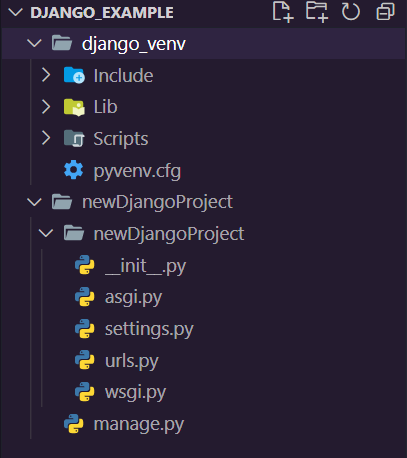 DJANGO_EXAMPLE
django_venv
Include
Lib
Scripts
pyvenv.cfg
newDjangoProject
newDjangoProject
__init__.py
asgi.py
settings.py
urls.py
wsgi.py
manage.py